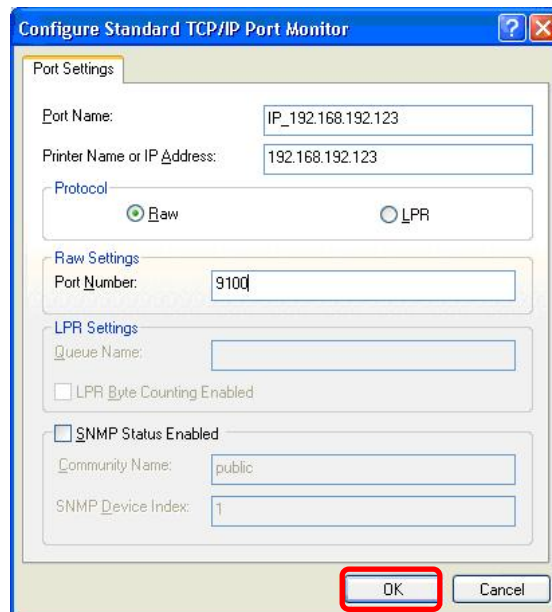 Configure Standard TCP/IP Port Monitor
Port Settings
Port Name: IP_192.168.192.123
Printer Name or IP Address: 192.168.192.123
Protocol
Raw LPR
Raw Settings
Port Number: 9100
LPR Settings
Queue Name:
LPR Byte Counting Enabled
SNMP Status Enabled
Community Name: public
SNMP Device Index: 1
OK Cancel